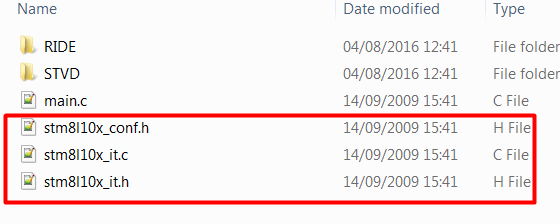 Name Date modified Type
RIDE 04/08/2016 12:41 File folder
STVD 04/08/2016 12:41 File folder
main.c 14/09/2009 15:41 C File
stm8l10x_conf.h 14/09/2009 15:41 H File
stm8l10x_it.c 14/09/2009 15:41 C File
stm8l10x_it.h 14/09/2009 15:41 H File